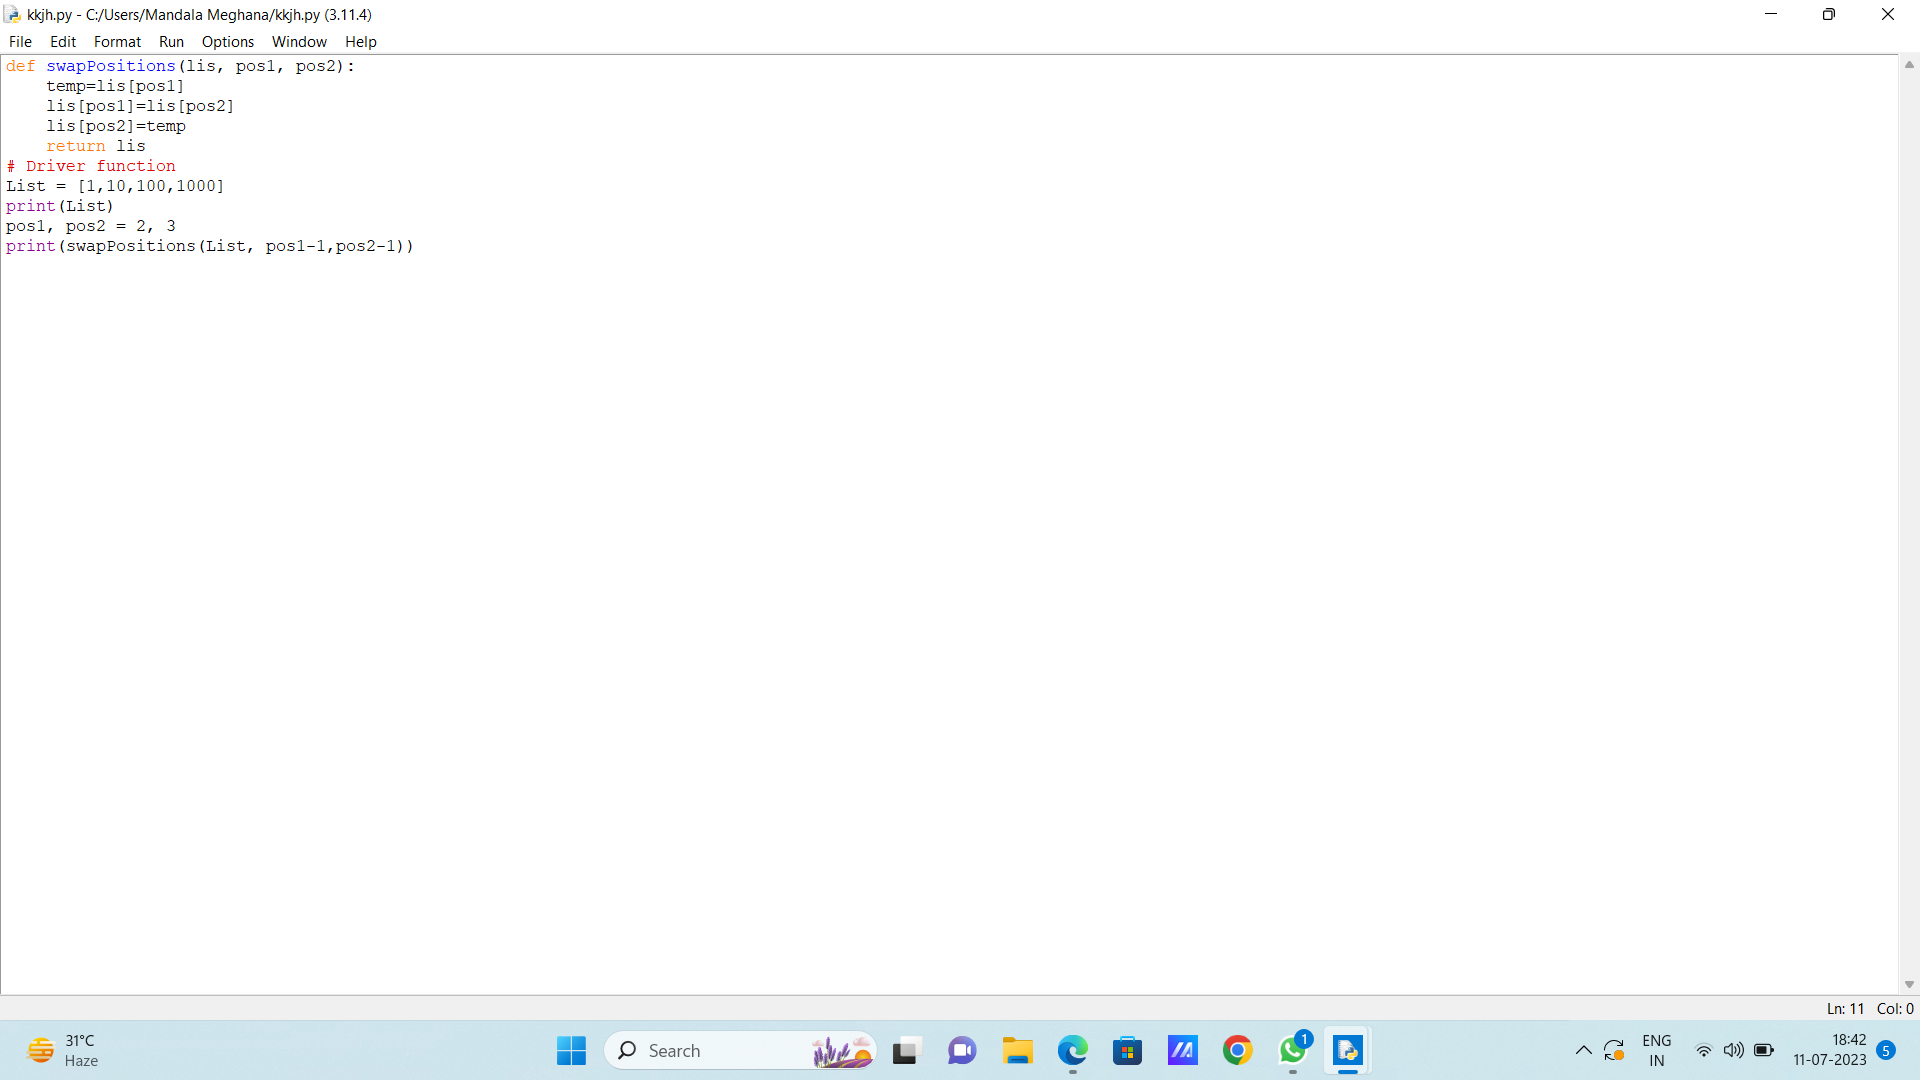 kkjh.py - C:/Users/Mandala Meghana/kkjh.py (3.11.4)
File Edit Format Run Options Window Help
def swapPositions(lis, pos1, pos2):
    temp=lis[pos1]
    lis[pos1]=lis[pos2]
    lis[pos2]=temp
    return lis
# Driver function
List = [1,10,100,1000]
print(List)
pos1, pos2 = 2, 3
print(swapPositions(List, pos1-1,pos2-1))
Ln: 11 Col: 0
31°C
Haze
Search
1
ENG
IN
18:42
11-07-2023
5